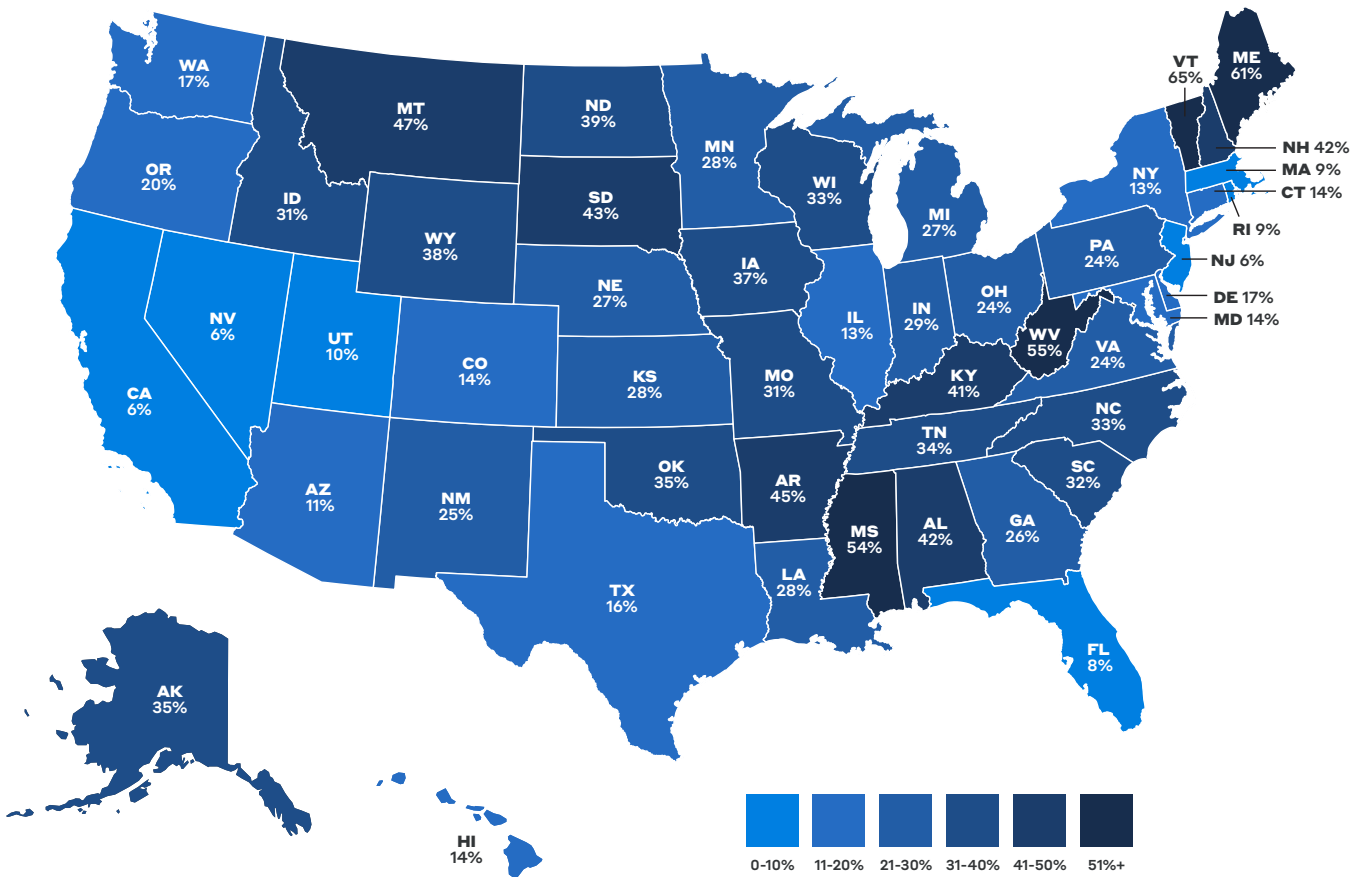 WA
17%
OR
20%
CA
6%
NV
6%
ID
31%
MT
47%
WY
38%
UT
10%
AZ
11%
CO
14%
NM
25%
ND
39%
SD
43%
NE
27%
KS
28%
OK
35%
TX
16%
MN
28%
IA
37%
MO
31%
AR
45%
LA
28%
WI
33%
IL
13%
MI
27%
IN
29%
OH
24%
KY
41%
TN
34%
MS
54%
AL
42%
GA
26%
FL
8%
SC
32%
NC
33%
VA
24%
WV
55%
PA
24%
NY
13%
VT
65%
ME
61%
NH 42%
MA 9%
CT 14%
RI 9%
NJ 6%
DE 17%
MD 14%
AK
35%
HI
14%
0-10%
11-20%
21-30%
31-40%
41-50%
51%+